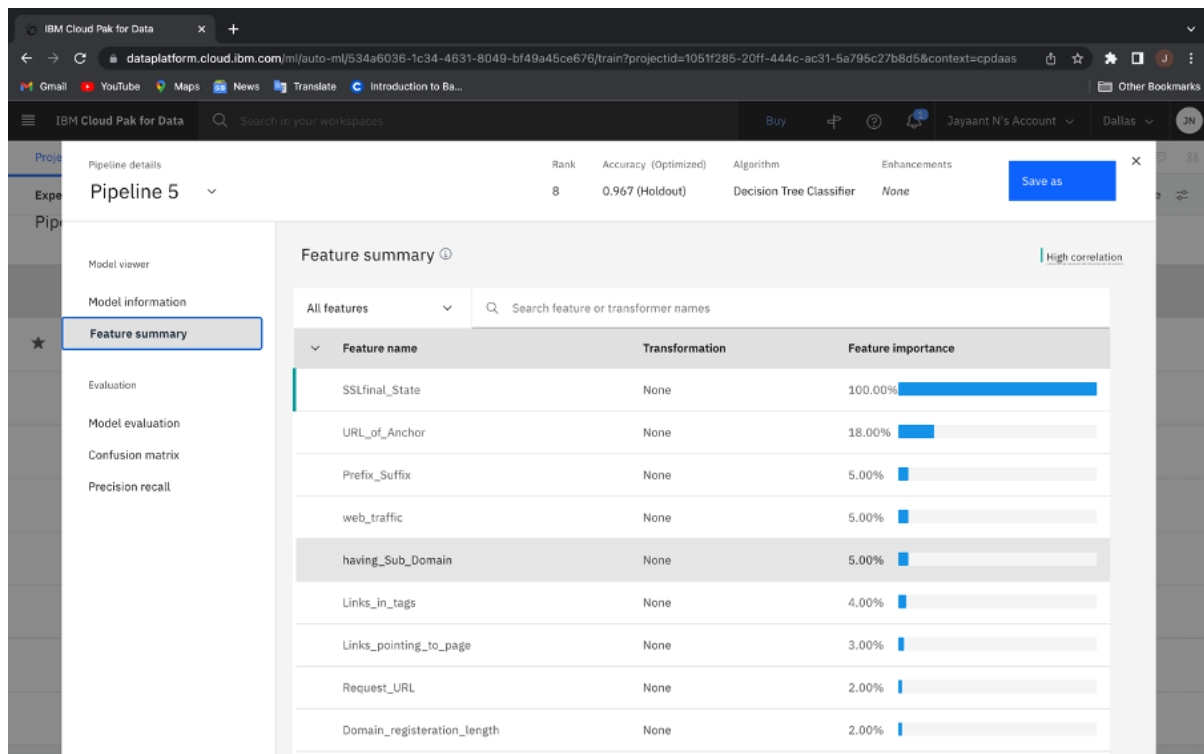 IBM Cloud Pak for Data
dataplatform.cloud.ibm.com/ml/auto-ml/534a6036-1c34-4631-8049-bf49a45ce676/train?projectid=1051f285-20ff-444c-ac31-5a795c27b8d5&context=cpdaas
J
Gmail YouTube Maps News Translate Introduction to Ba... Other Bookmarks
IBM Cloud Pak for Data Search in your workspaces Buy Jayaant N's Account Dallas JN
Proje
Pipeline details Rank Accuracy (Optimized) Algorithm Enhancements
Expe
Pipeline 5 8 0.967 (Holdout) Decision Tree Classifier None Save as
Pip
Model viewer
Feature summary High correlation
Model information
All features Search feature or transformer names
Feature summary
Feature name Transformation Feature importance
Evaluation
SSLfinal_State None 100.00%
Model evaluation
URL_of_Anchor None 18.00%
Confusion matrix
Prefix_Suffix None 5.00%
Precision recall
web_traffic None 5.00%
having_Sub_Domain None 5.00%
Links_in_tags None 4.00%
Links_pointing_to_page None 3.00%
Request_URL None 2.00%
Domain_registeration_length None 2.00%